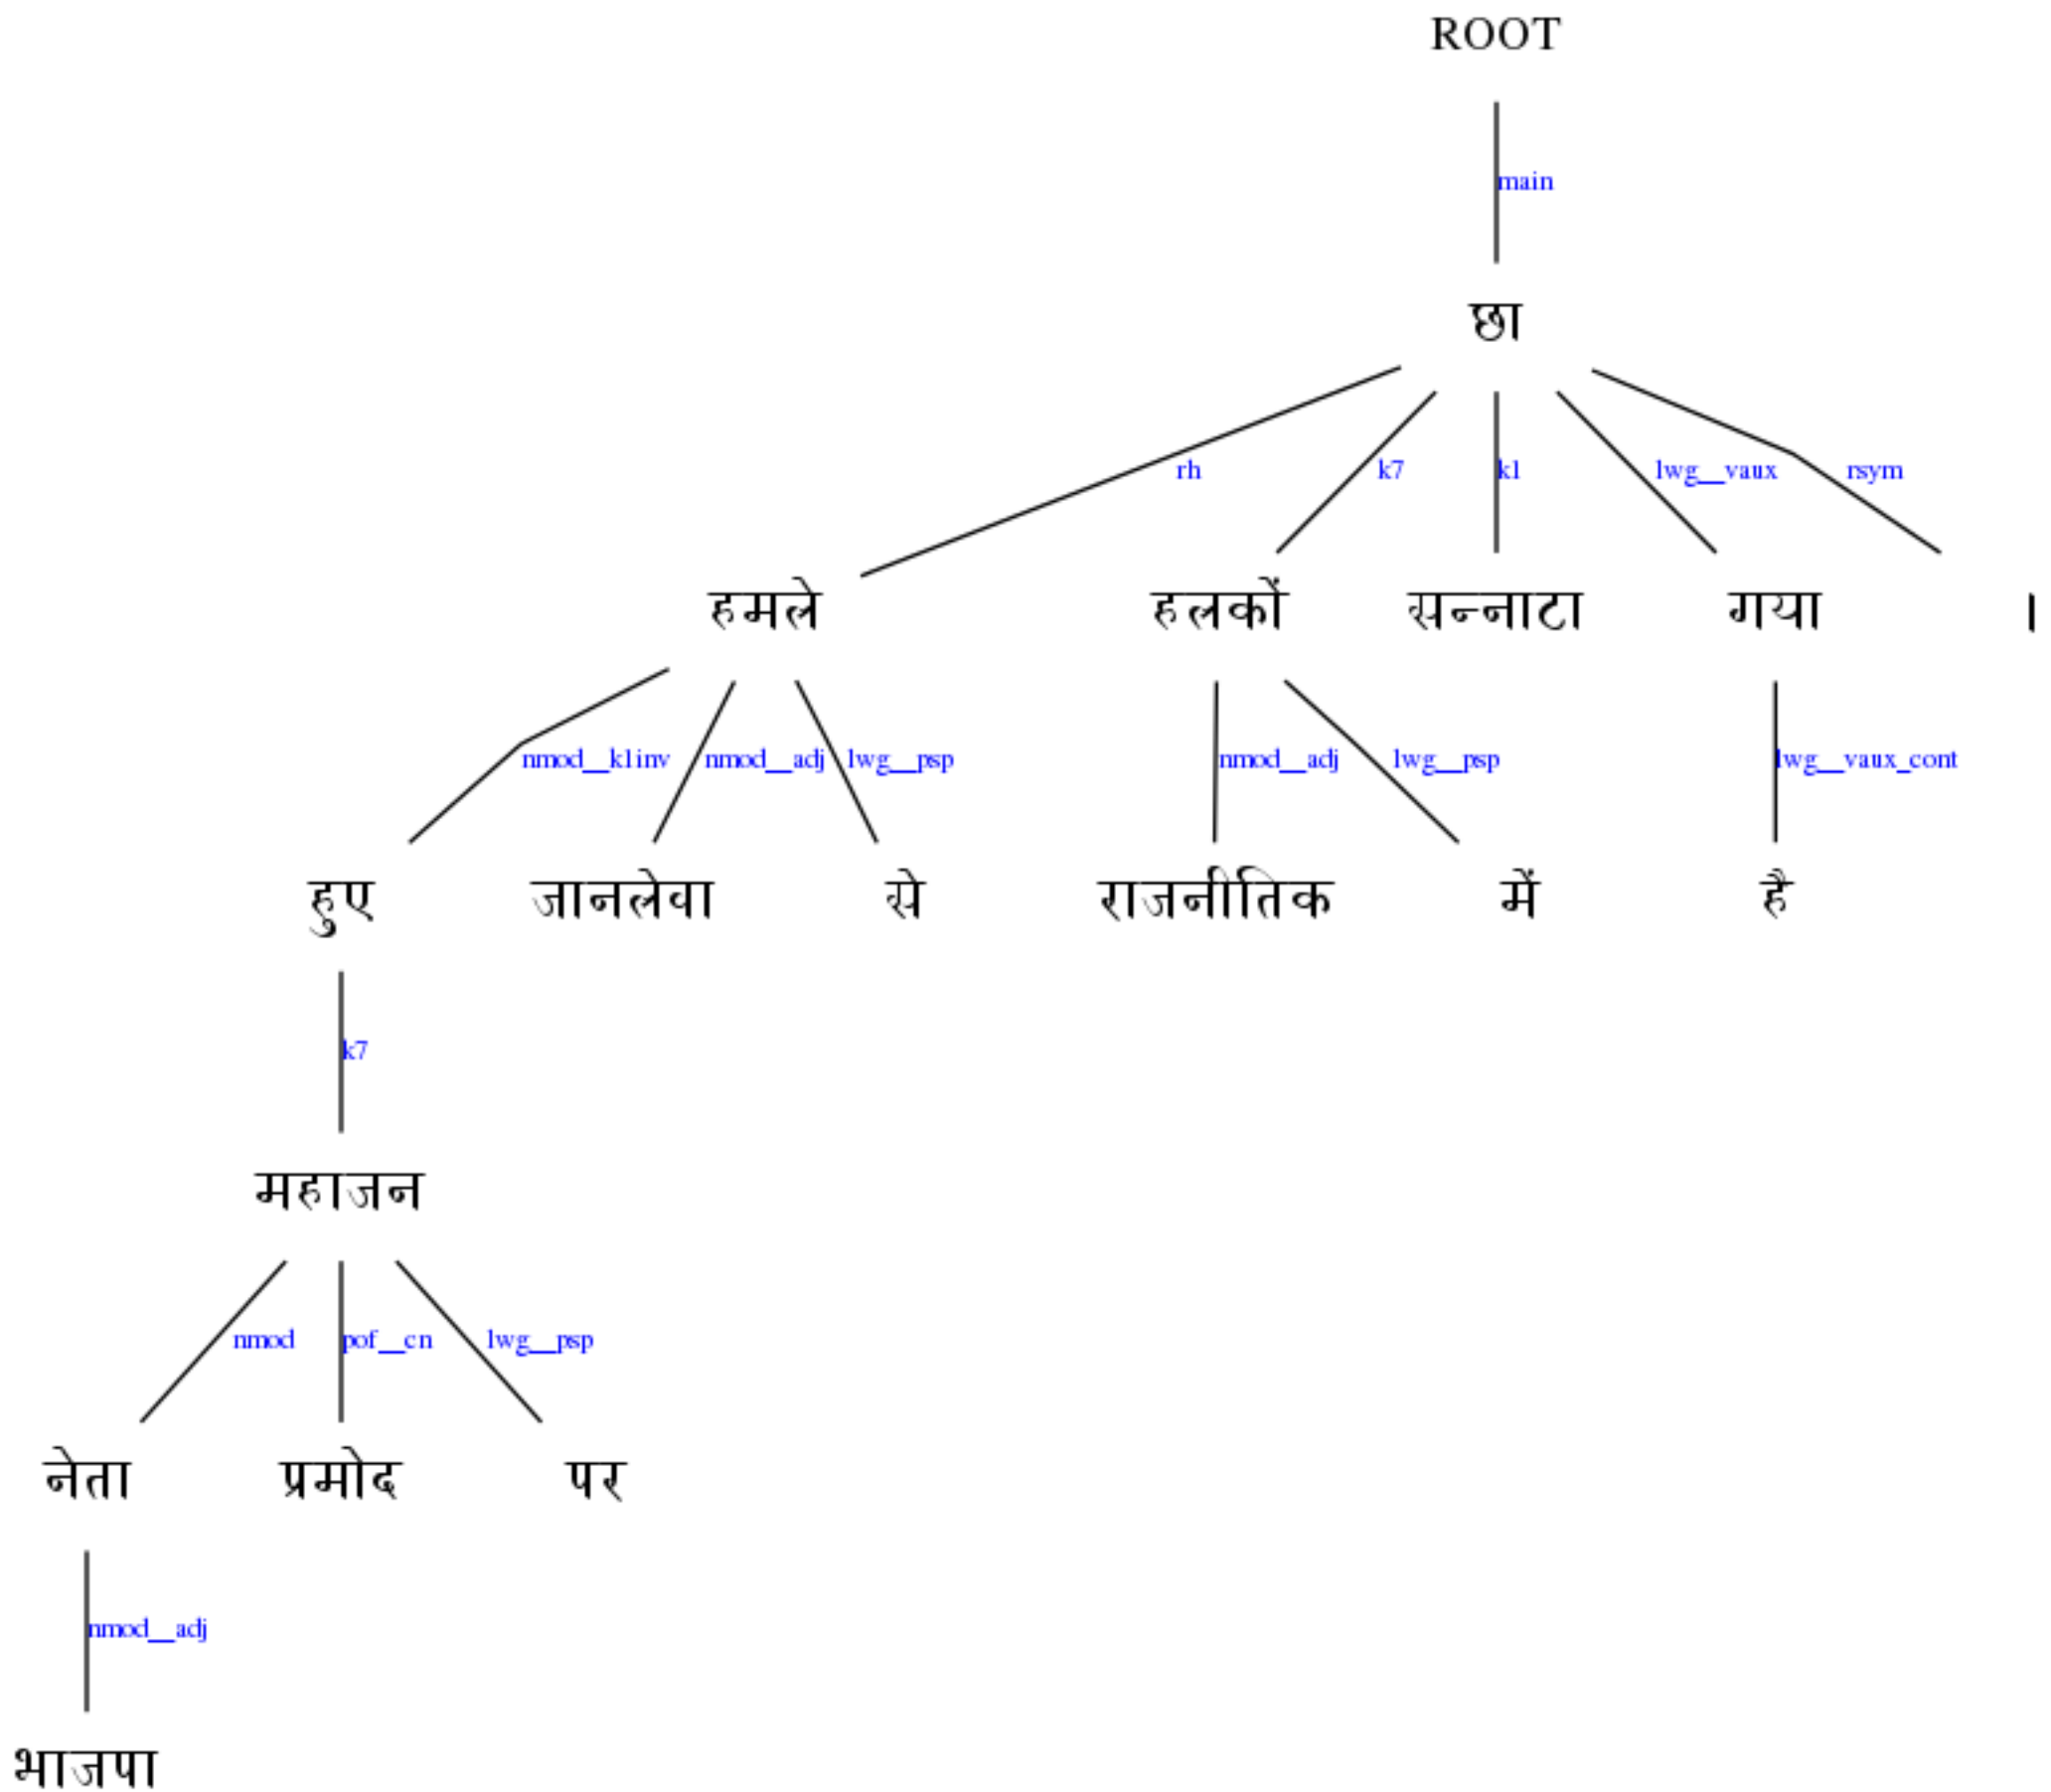 ROOT
main
छा
rh k7 k1 lwg__vaux rsym
हमले हलकों सन्नाटा गया ।
nmod__k1inv nmod__adj lwg__psp nmod__adj lwg__psp lwg__vaux_cont
हुए जानलेवा से राजनीतिक में है
k7
महाजन
nmod pof__cn lwg__psp
नेता प्रमोद पर
nmod__adj
भाजपा